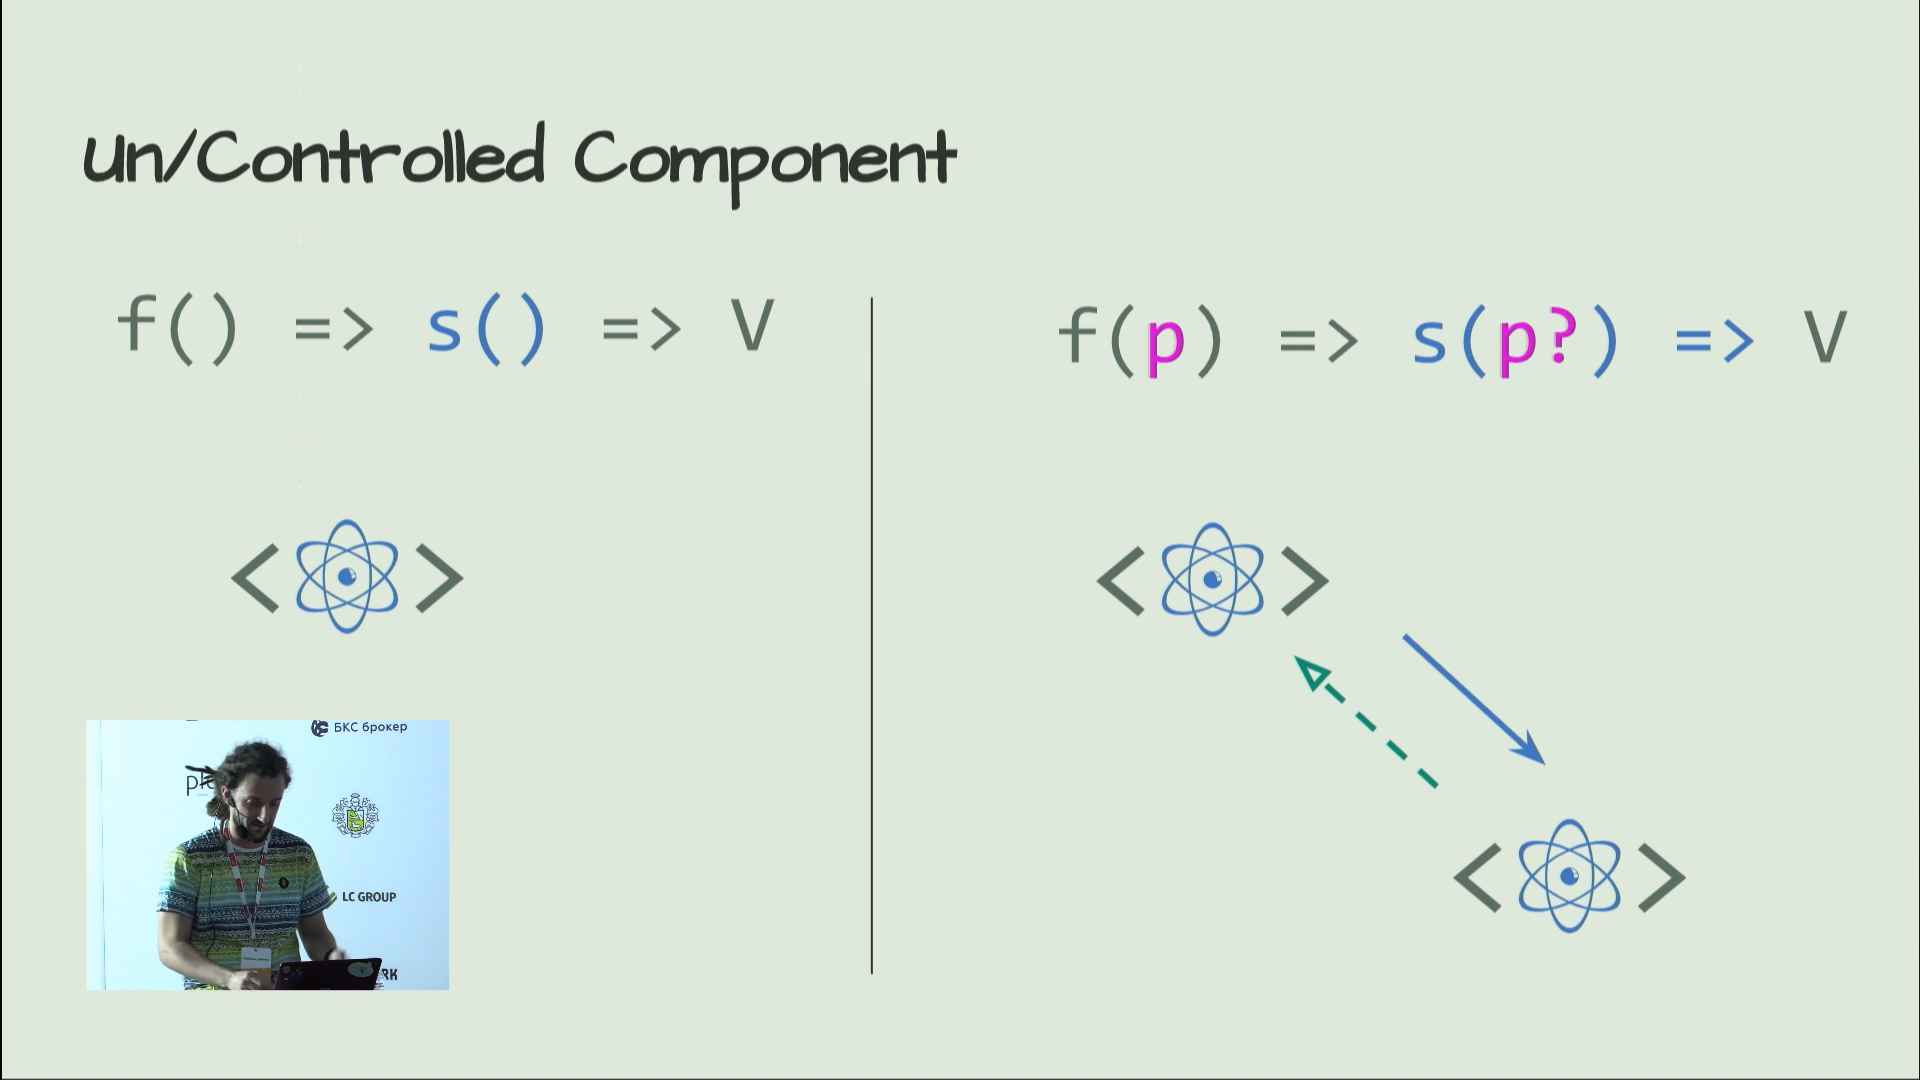 Un/Controlled Component
f() => s() => V
f(p) => s(p?) => V
< >
< >
< >
БКС брокер
LC GROUP